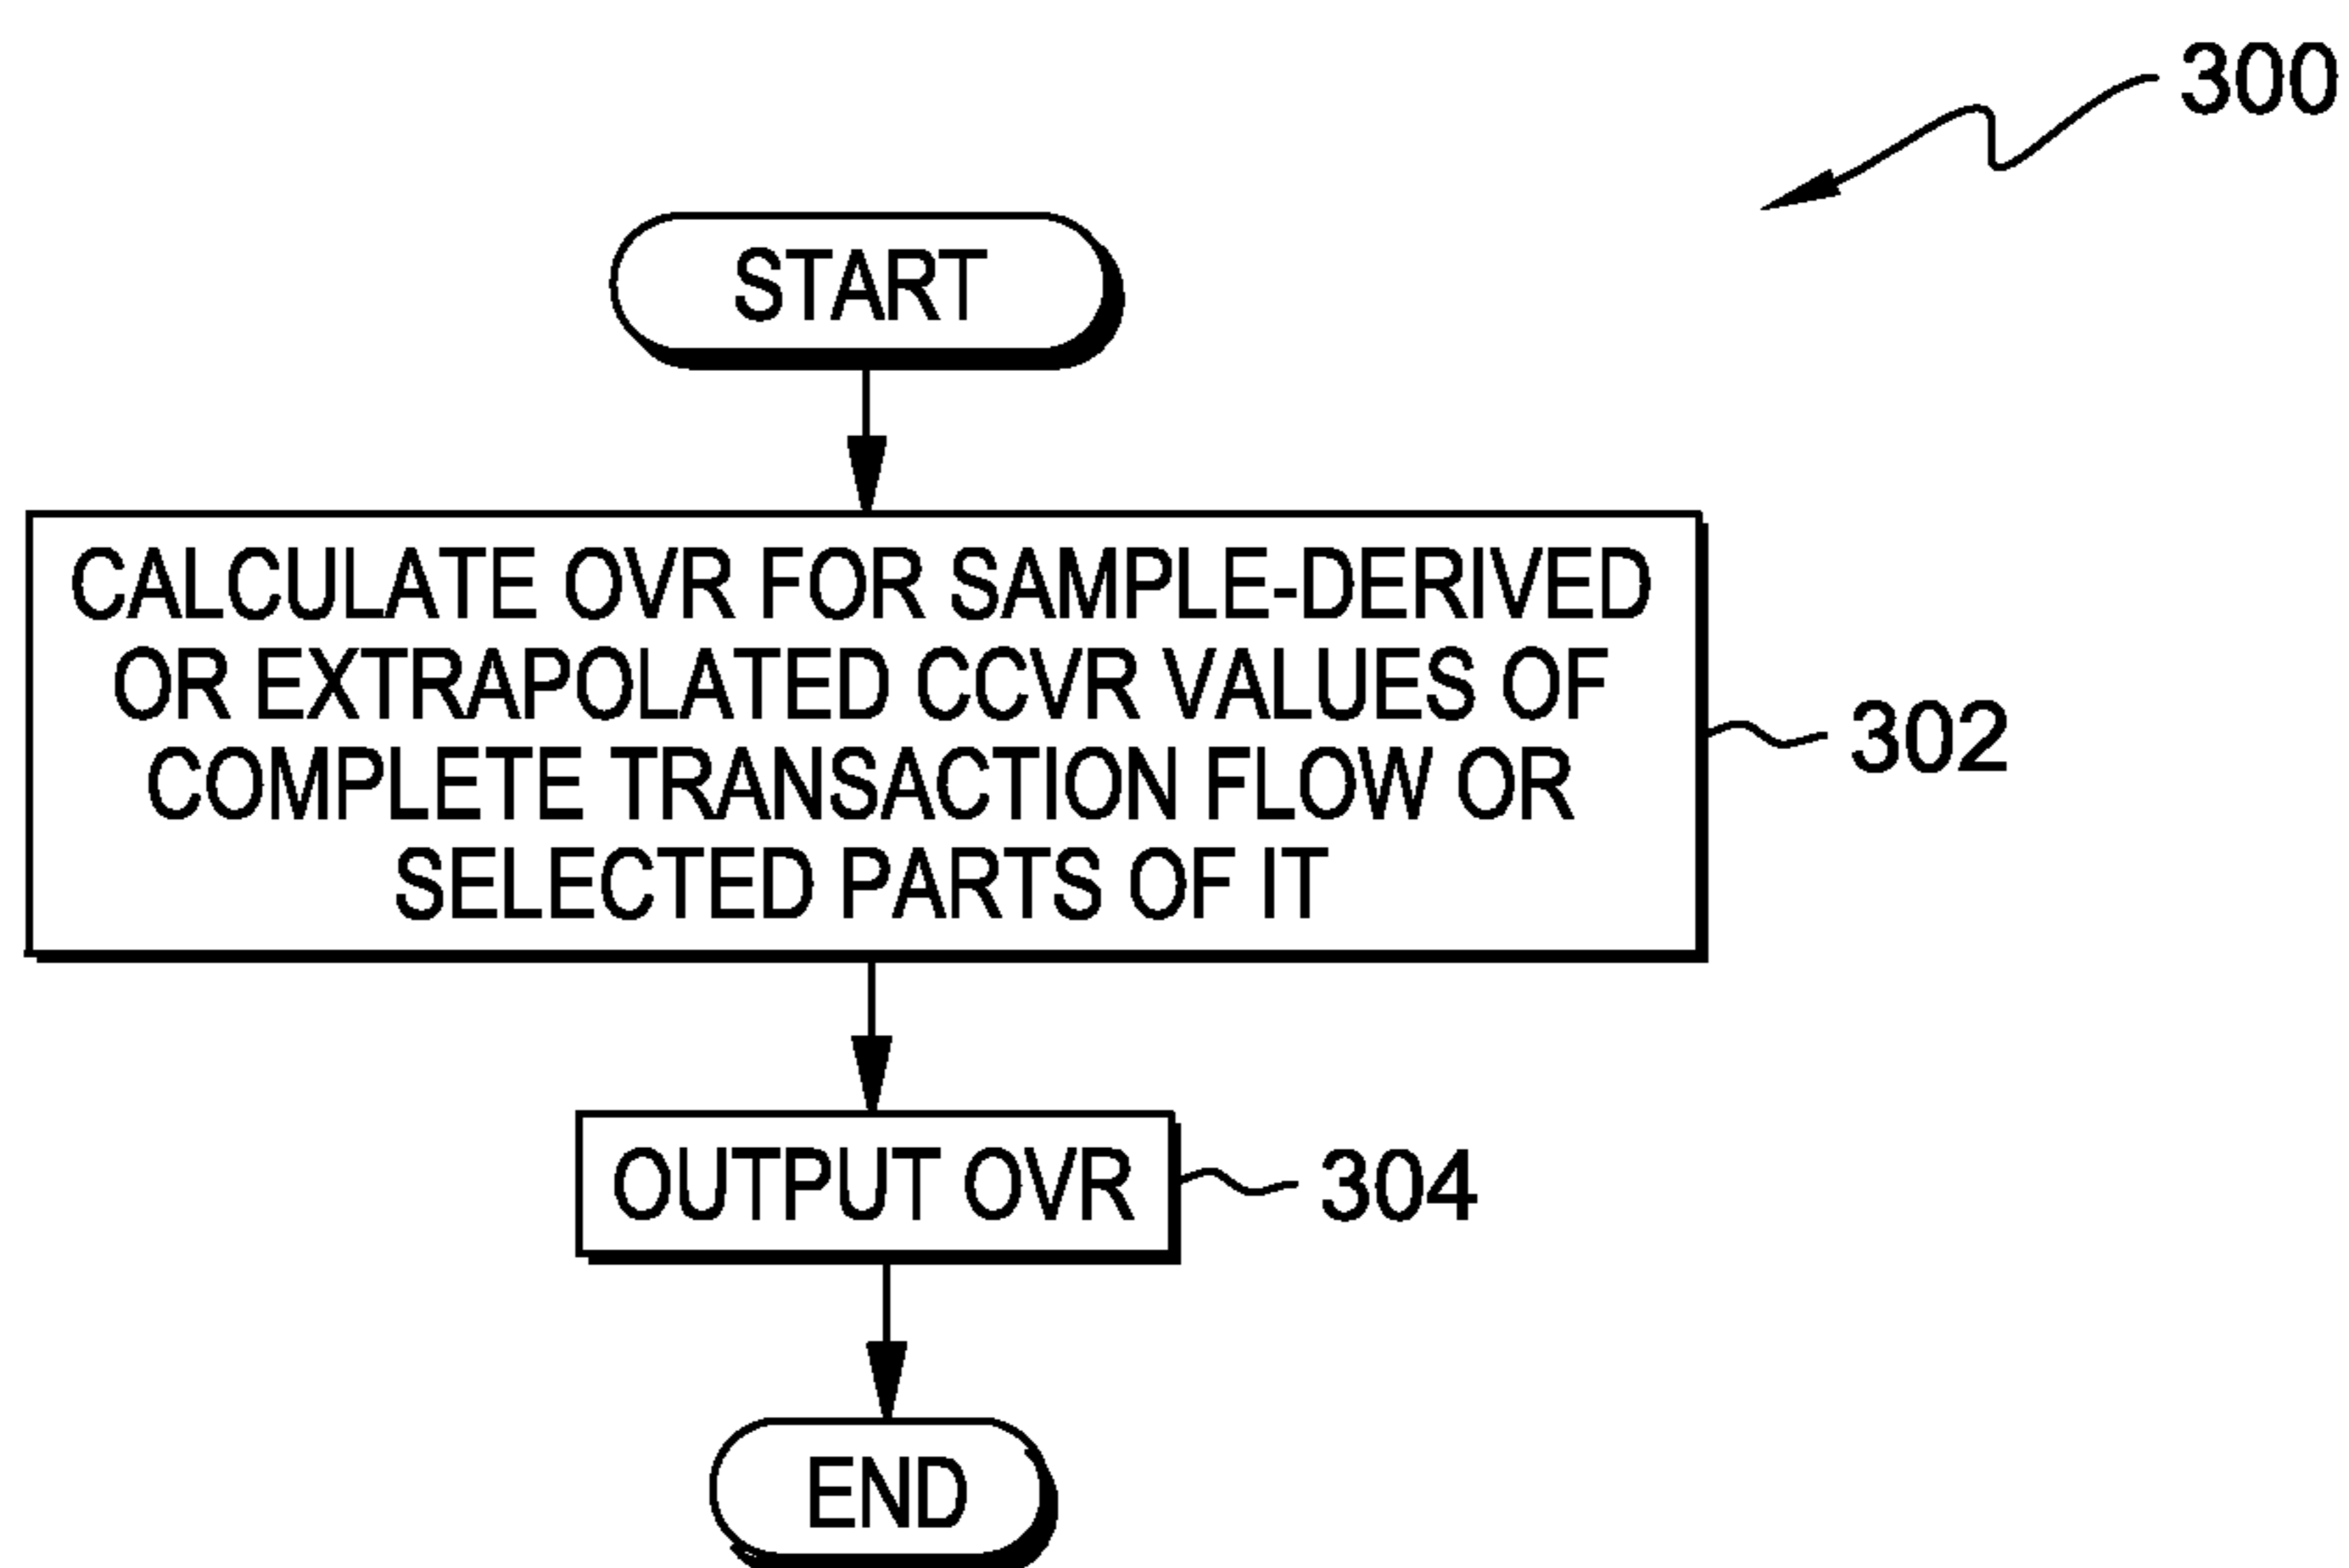 300
START
CALCULATE OVR FOR SAMPLE-DERIVED
OR EXTRAPOLATED CCVR VALUES OF
COMPLETE TRANSACTION FLOW OR
SELECTED PARTS OF IT
302
OUTPUT OVR
304
END